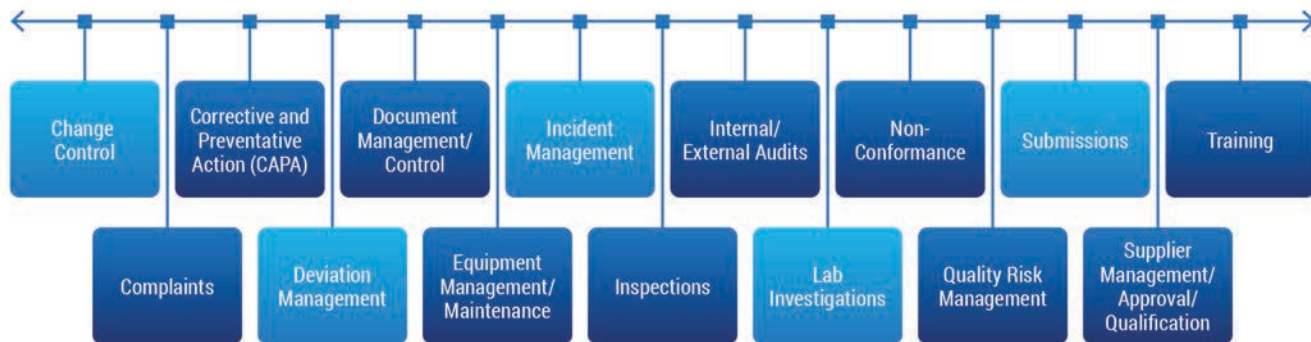 Change
Control
Corrective and
Preventative
Action (CAPA)
Document
Management/
Control
Incident
Management
Internal/
External Audits
Non-
Conformance
Submissions
Training
Complaints
Deviation
Management
Equipment
Management/
Maintenance
Inspections
Lab
Investigations
Quality Risk
Management
Supplier
Management/
Approval/
Qualification